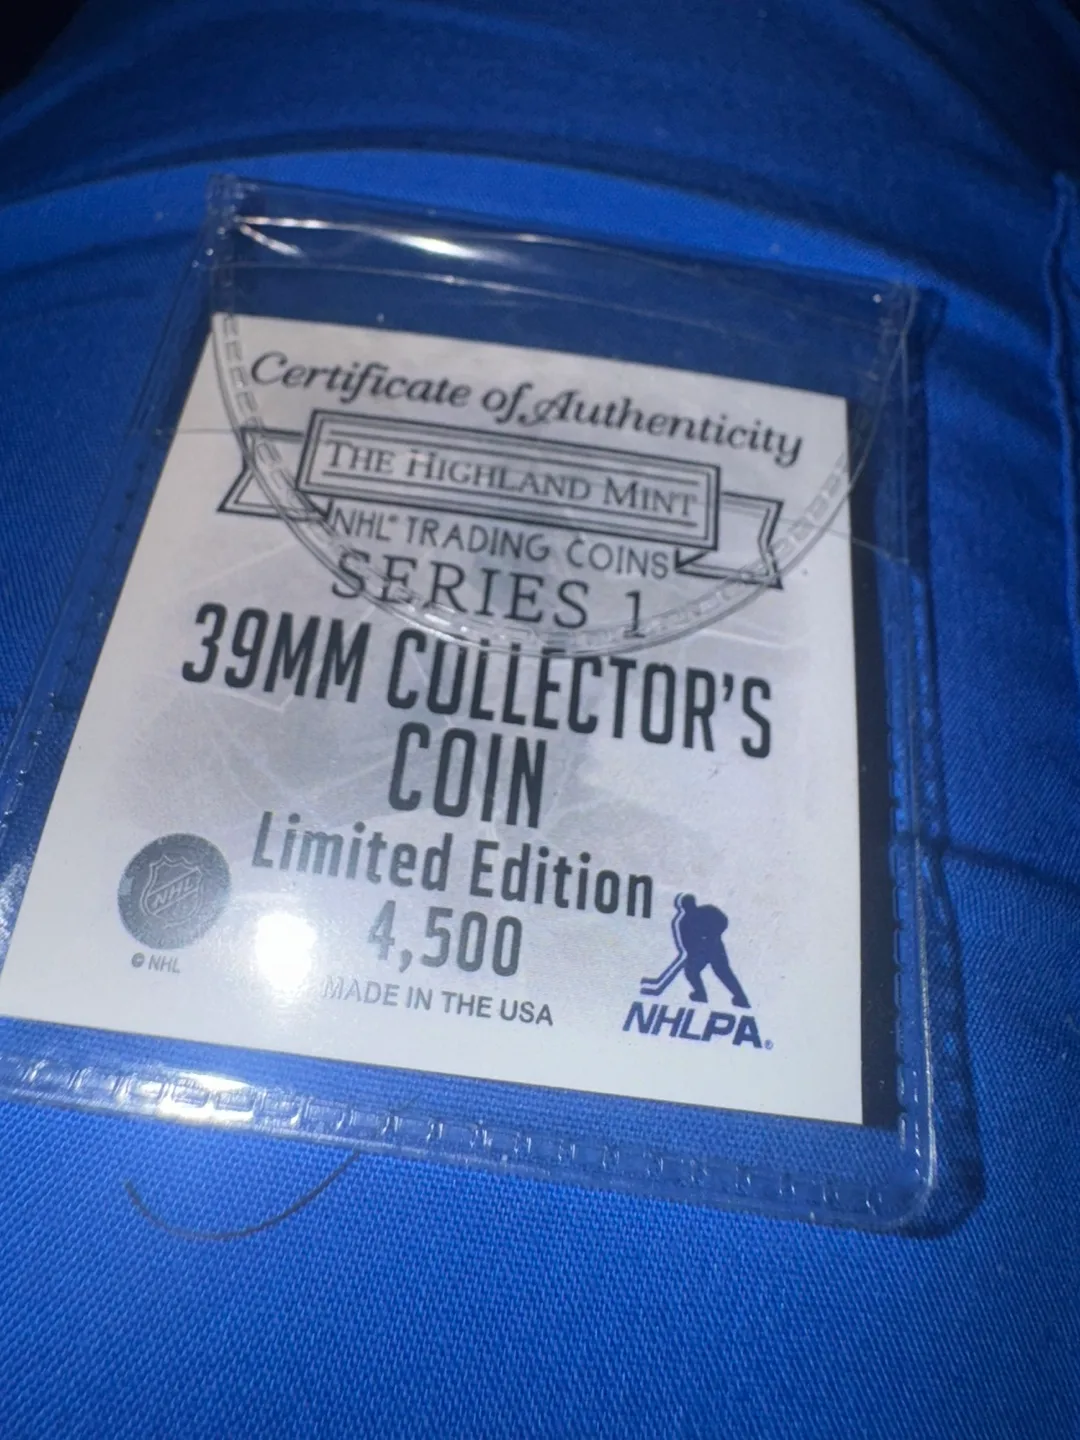 Certificate of Authenticity
THE HIGHLAND MINT
NHL® TRADING COINS
SERIES 1
39MM COLLECTOR'S
COIN
Limited Edition
4,500
MADE IN THE USA
NHL
© NHL
NHLPA®